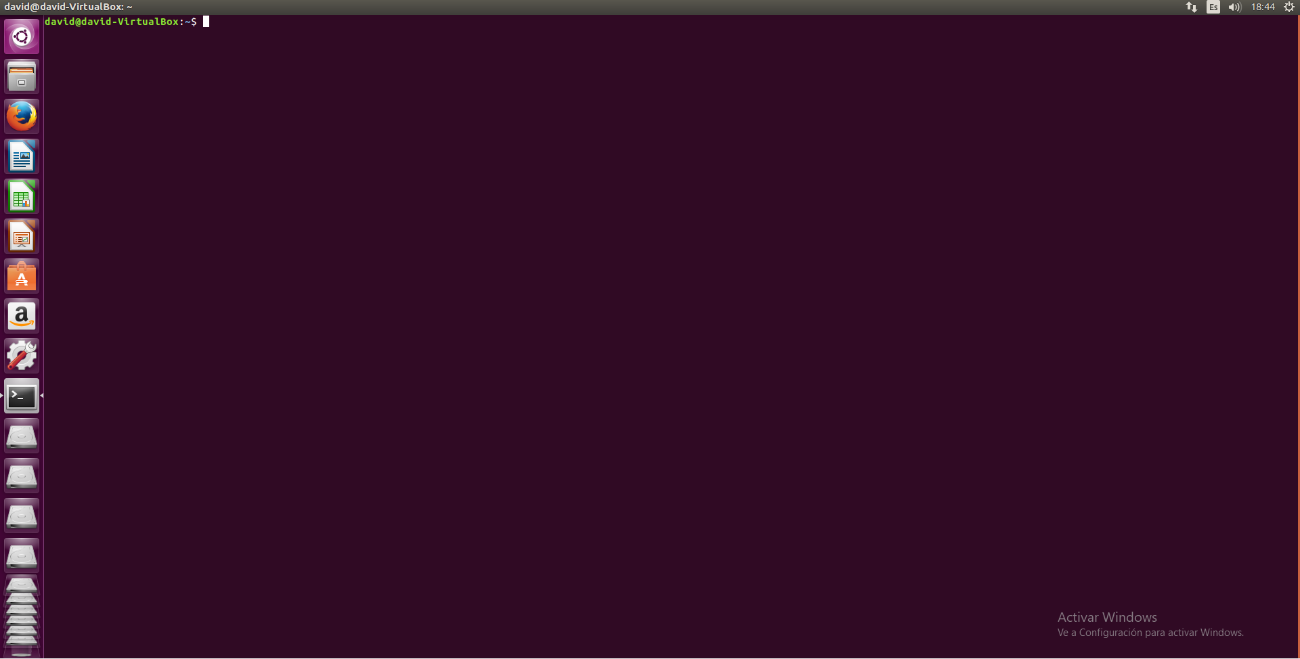 david@david-VirtualBox: ~
Es
18:44
david@david-VirtualBox:~$
Activar Windows
Ve a Configuración para activar Windows.